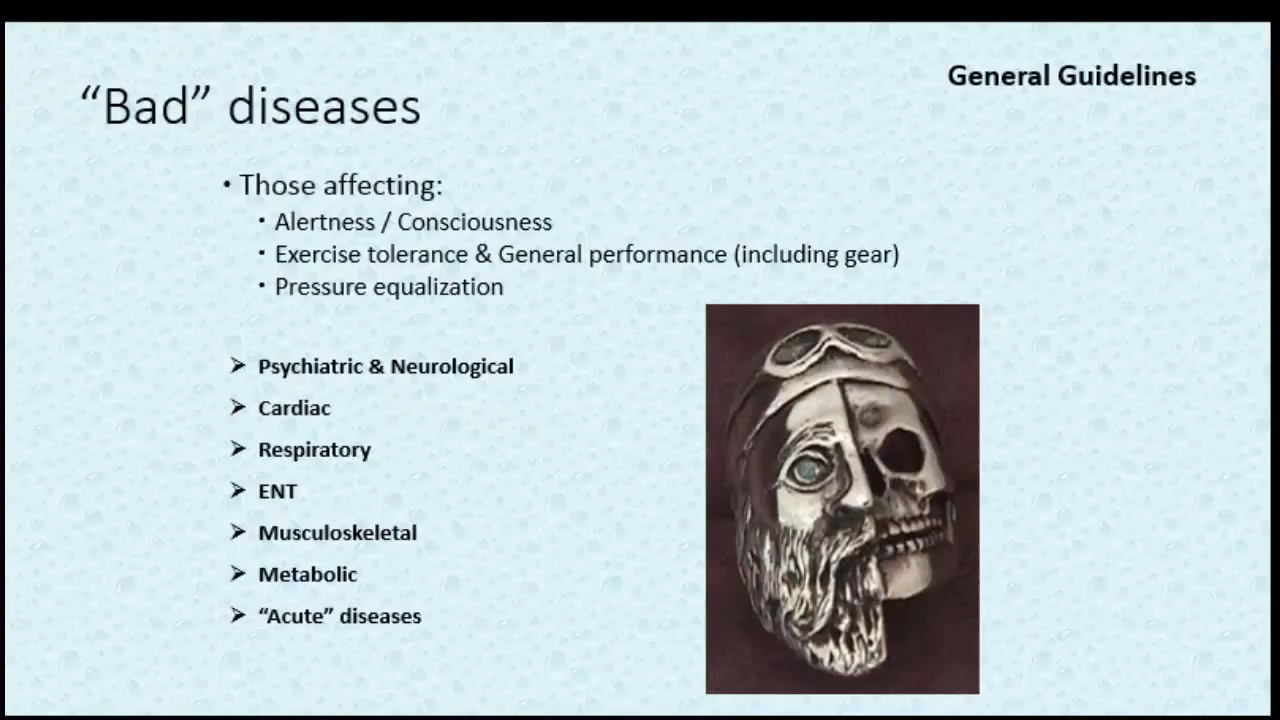 General Guidelines
“Bad” diseases
• Those affecting:
• Alertness / Consciousness
• Exercise tolerance & General performance (including gear)
• Pressure equalization
➢ Psychiatric & Neurological
➢ Cardiac
➢ Respiratory
➢ ENT
➢ Musculoskeletal
➢ Metabolic
➢ “Acute” diseases